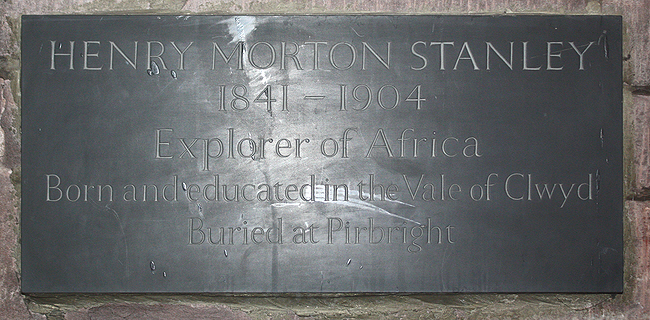 HENRY MORTON STANLEY
1841 – 1904
Explorer of Africa
Born and educated in the Vale of Clwyd
Buried at Pirbright